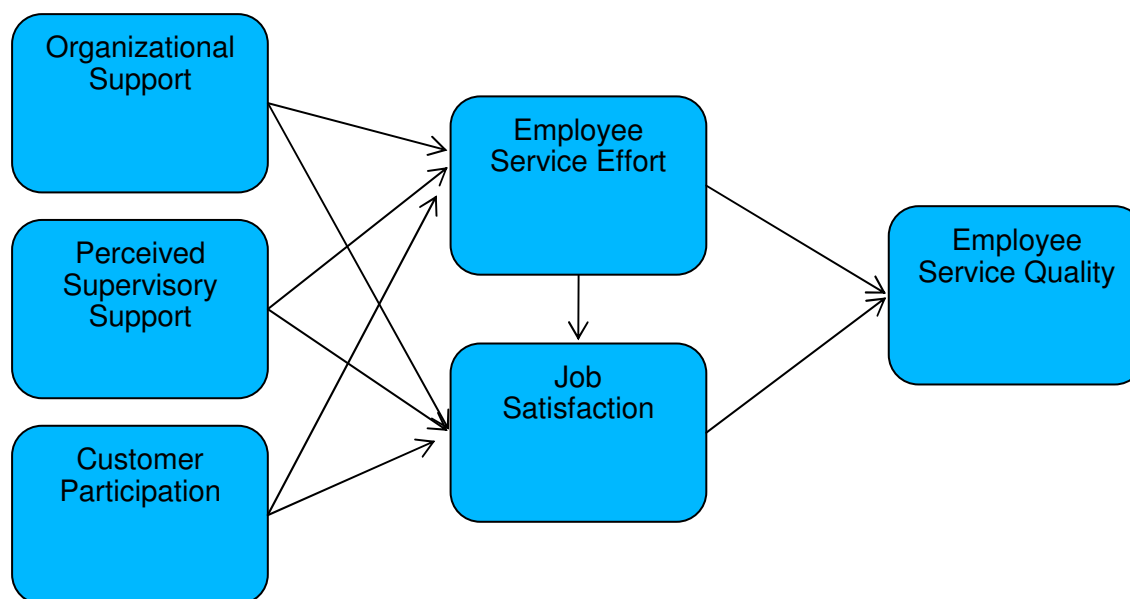 Organizational
Support
Perceived
Supervisory
Support
Customer
Participation
Employee
Service Effort
Job
Satisfaction
Employee
Service Quality